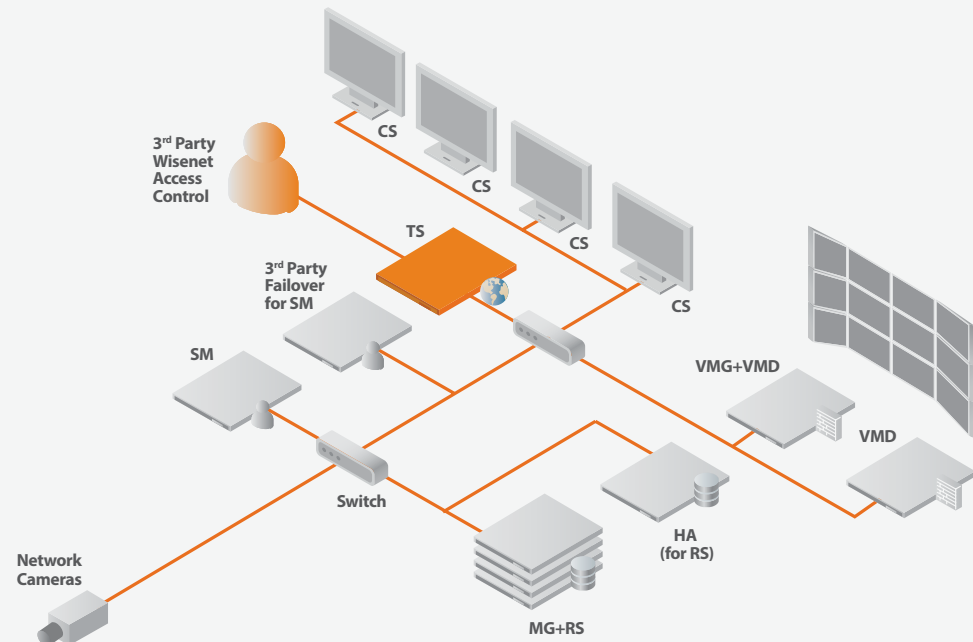 CS
3rd Party
Wisenet
Access
Control
CS
TS
CS
3rd Party
Failover
for SM
CS
SM
VMG+VMD
VMD
Switch
HA
(for RS)
Network
Cameras
MG+RS